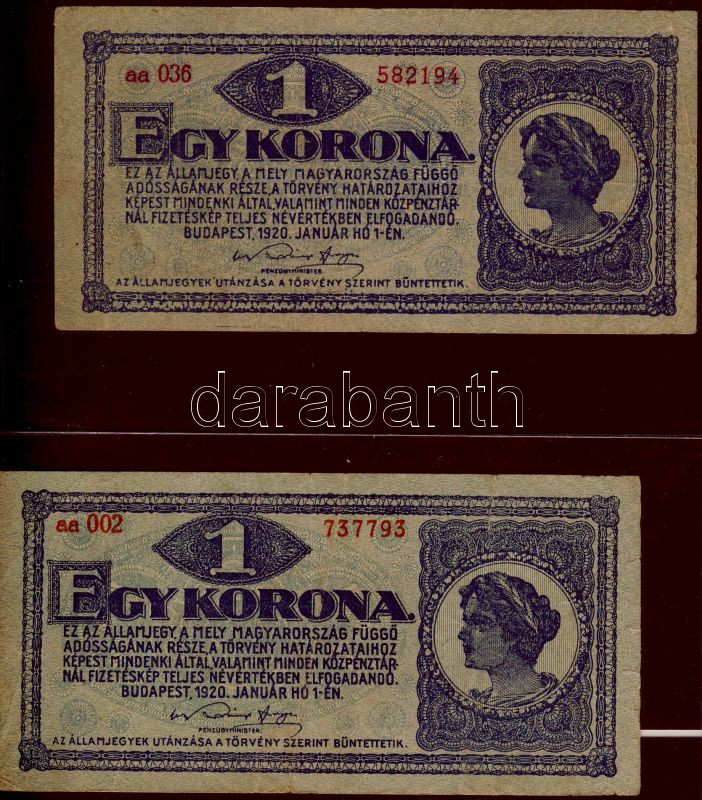 aa 036 1 582194
EGY KORONA.
EZ AZ ÁLLAMJEGY, A MELY MAGYARORSZÁG FÜGGŐ
ADÓSSÁGÁNAK RÉSZE, A TÖRVÉNY HATÁROZATAIHOZ
KÉPEST MINDENKI ÁLTAL, VALAMINT MINDEN KÖZPÉNZTÁR-
NÁL FIZETÉSKÉP TELJES NÉVÉRTÉKBEN ELFOGADANDÓ.
BUDAPEST, 1920. JANUÁR HÓ 1-ÉN.
PÉNZÜGYMINISTER.
AZ ÁLLAMJEGYEK UTÁNZÁSA A TÖRVÉNY SZERINT BÜNTETTETIK.
darabanth
aa 002 1 737793
EGY KORONA.
EZ AZ ÁLLAMJEGY, A MELY MAGYARORSZÁG FÜGGŐ
ADÓSSÁGÁNAK RÉSZE, A TÖRVÉNY HATÁROZATAIHOZ
KÉPEST MINDENKI ÁLTAL, VALAMINT MINDEN KÖZPÉNZTÁR-
NÁL FIZETÉSKÉP TELJES NÉVÉRTÉKBEN ELFOGADANDÓ.
BUDAPEST, 1920. JANUÁR HÓ 1-ÉN.
PÉNZÜGYMINISTER.
AZ ÁLLAMJEGYEK UTÁNZÁSA A TÖRVÉNY SZERINT BÜNTETTETIK.